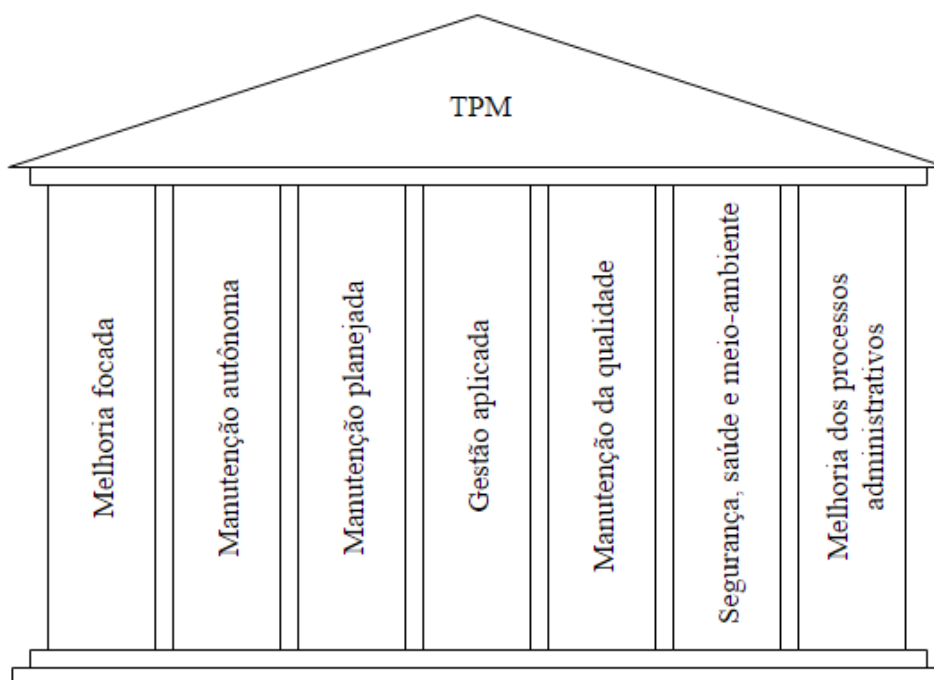 TPM
Melhoria focada
Manutenção autônoma
Manutenção planejada
Gestão aplicada
Manutenção da qualidade
Segurança, saúde e meio-ambiente
Melhoria dos processos
administrativos